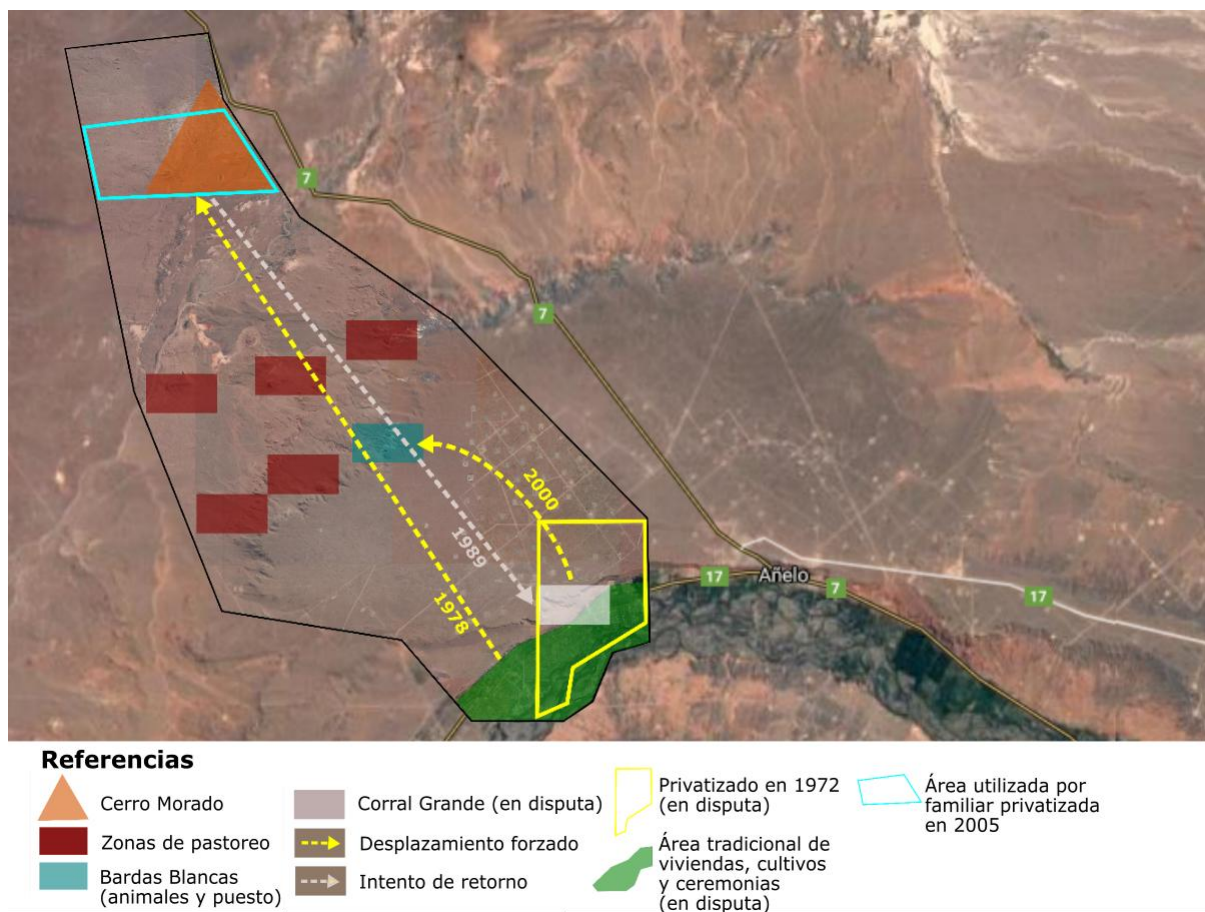 7
7
2000
1989
1978
17
Añelo
7
17
Referencias
Cerro Morado
Zonas de pastoreo
Bardas Blancas
(animales y puesto)
Corral Grande (en disputa)
Desplazamiento forzado
Intento de retorno
Privatizado en 1972
(en disputa)
Área tradicional de
viviendas, cultivos
y ceremonias
(en disputa)
Área utilizada por
familiar privatizada
en 2005